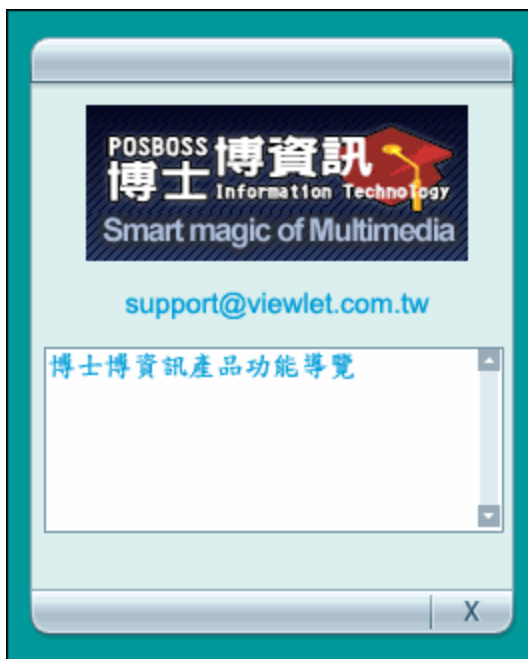 POSBOSS
博士博資訊
Information Technology
Smart magic of Multimedia
support@viewlet.com.tw
博士博資訊產品功能導覽
X